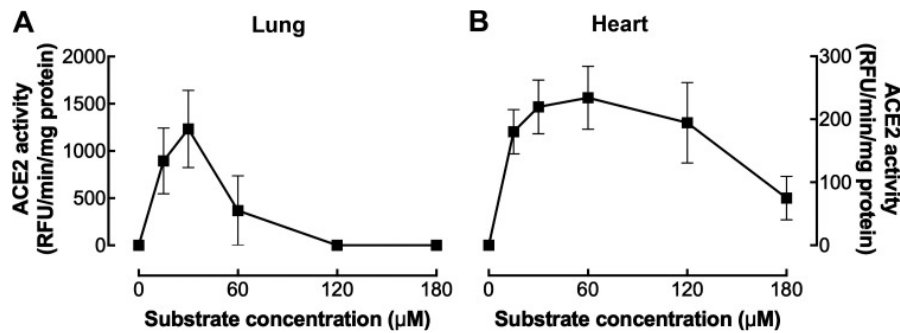 A
Lung
ACE2 activity
(RFU/min/mg protein)
2000
1500
1000
500
0
0 60 120 180
Substrate concentration (μM)
B
Heart
300
200
100
0
ACE2 activity
(RFU/min/mg protein)
0 60 120 180
Substrate concentration (μM)